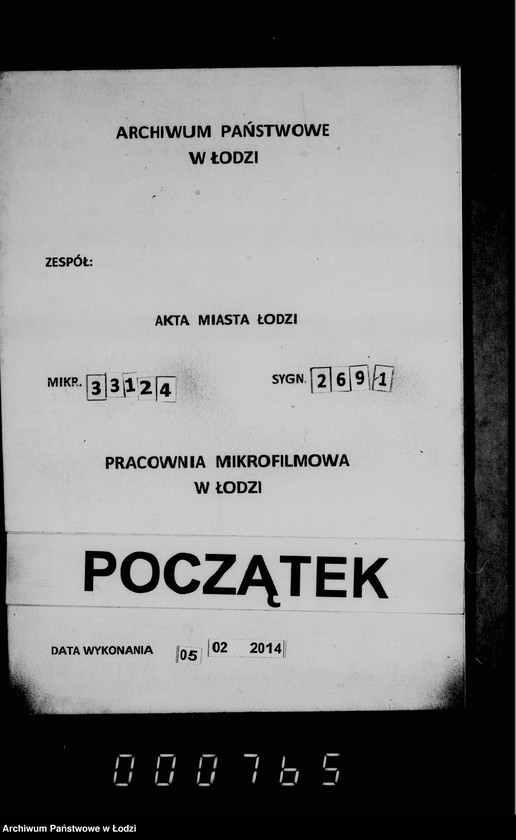 ARCHIWUM PAŃSTWOWE
W ŁODZI
ZESPÓŁ:
AKTA MIASTA ŁODZI
MIKR. 33124 SYGN. 2691
PRACOWNIA MIKROFILMOWA
W ŁODZI
POCZĄTEK
DATA WYKONANIA 05 02 2014
000765
Archiwum Państwowe w Łodzi